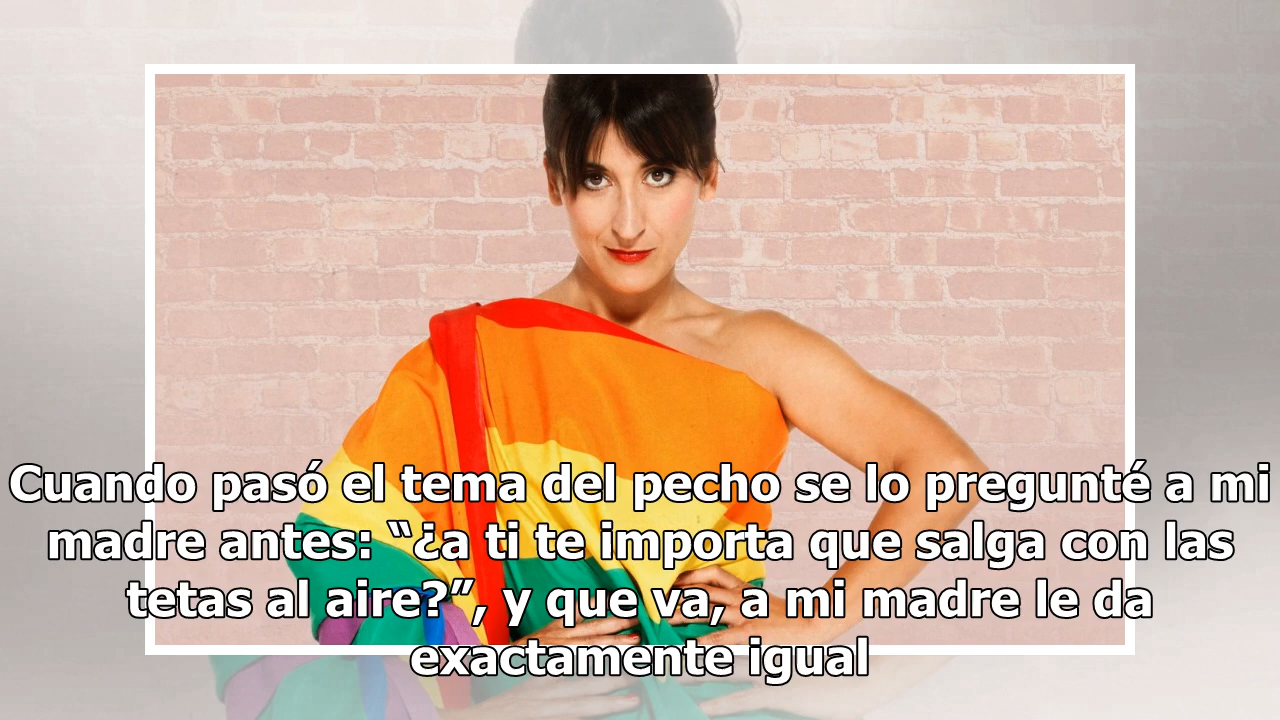 Cuando pasó el tema del pecho se lo pregunté a mi
madre antes: “¿a ti te importa que salga con las
tetas al aire?”, y que va, a mi madre le da
exactamente igual